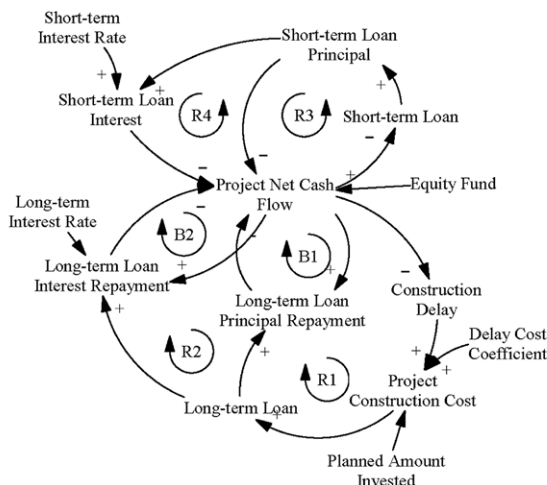 Short-term
Interest Rate
Short-term Loan
Principal
+
+
+
Short-term Loan
Interest
R4
R3
Short-term Loan
−
−
−
+
Project Net Cash
Flow
Equity Fund
Long-term
Interest Rate
−
B2
−
B1
+
+
Long-term Loan
Interest Repayment
−
Construction
Delay
+
Long-term Loan
Principal Repayment
Delay Cost
Coefficient
R2
+
+
+
R1
Project
Construction Cost
Long-term Loan
+
+
Planned Amount
Invested